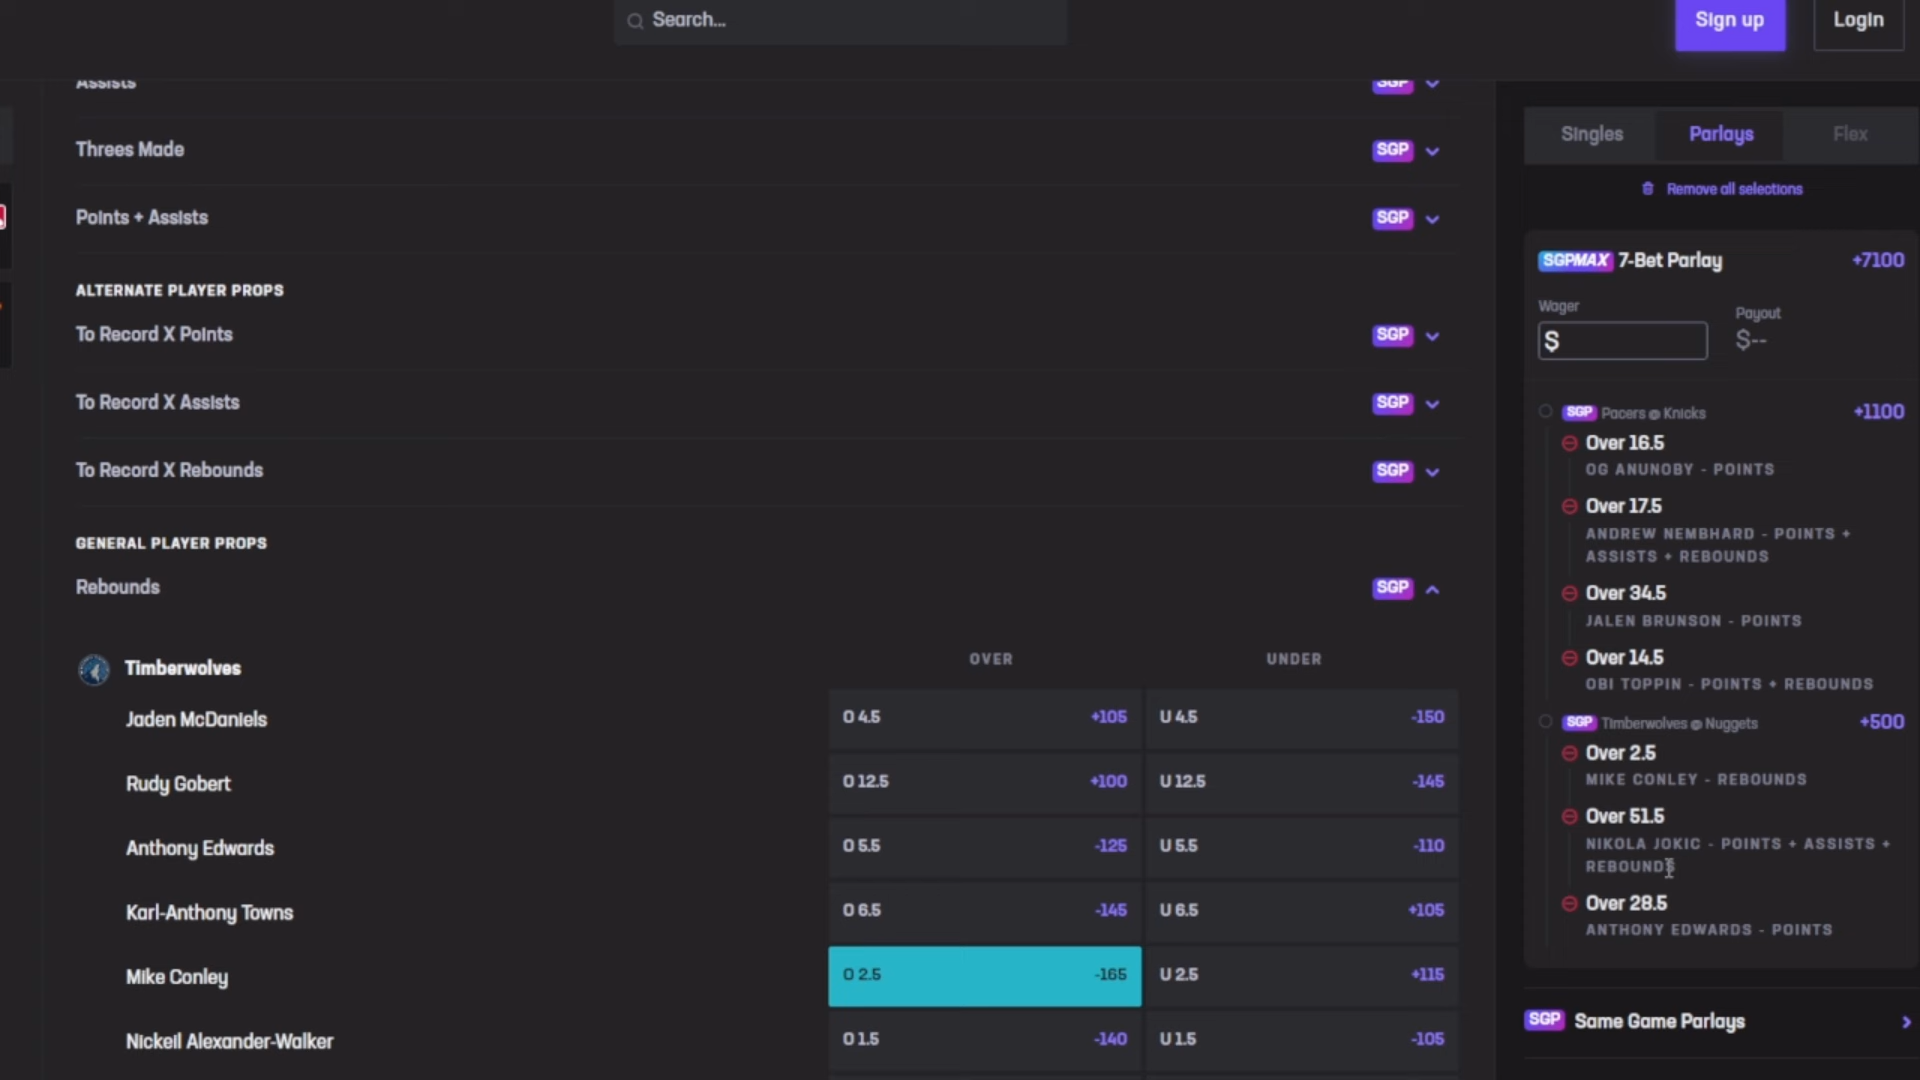 Search...
Sign up
Login
Assists
SGP
Threes Made
SGP
Points + Assists
SGP
ALTERNATE PLAYER PROPS
To Record X Points
SGP
To Record X Assists
SGP
To Record X Rebounds
SGP
GENERAL PLAYER PROPS
Rebounds
SGP
Timberwolves
OVER
UNDER
Jaden McDaniels
O 4.5
+105
U 4.5
-150
Rudy Gobert
O 12.5
+100
U 12.5
-145
Anthony Edwards
O 5.5
-125
U 5.5
-110
Karl-Anthony Towns
O 6.5
-145
U 6.5
+105
Mike Conley
O 2.5
-165
U 2.5
+115
Nickeil Alexander-Walker
O 1.5
-140
U 1.5
-105
Singles
Parlays
Flex
Remove all selections
SGPMAX 7-Bet Parlay
+7100
Wager
Payout
$
$--
SGP Pacers @ Knicks
+1100
Over 16.5
OG ANUNOBY - POINTS
Over 17.5
ANDREW NEMBHARD - POINTS +
ASSISTS + REBOUNDS
Over 34.5
JALEN BRUNSON - POINTS
Over 14.5
OBI TOPPIN - POINTS + REBOUNDS
SGP Timberwolves @ Nuggets
+500
Over 2.5
MIKE CONLEY - REBOUNDS
Over 51.5
NIKOLA JOKIC - POINTS + ASSISTS +
REBOUNDS
Over 28.5
ANTHONY EDWARDS - POINTS
SGP Same Game Parlays